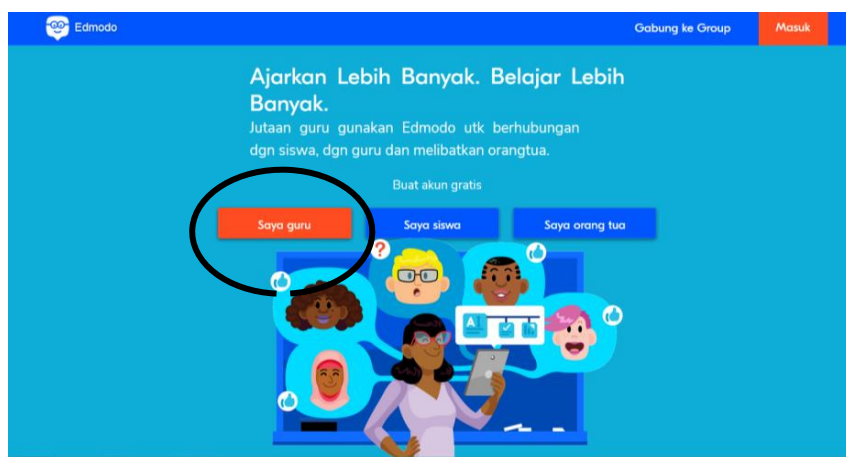 Edmodo
Gabung ke Group
Masuk
Ajarkan Lebih Banyak. Belajar Lebih
Banyak.
Jutaan guru gunakan Edmodo utk berhubungan
dgn siswa, dgn guru dan melibatkan orangtua.
Buat akun gratis
Saya guru
Saya siswa
Saya orang tua
?
A